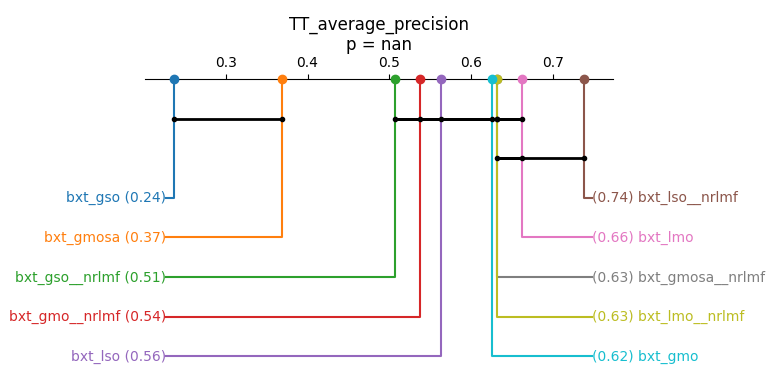 TT_average_precision
p = nan
0.3 0.4 0.5 0.6 0.7
bxt_gso (0.24) (0.74) bxt_lso__nrlmf
bxt_gmosa (0.37) (0.66) bxt_lmo
bxt_gso__nrlmf (0.51) (0.63) bxt_gmosa__nrlmf
bxt_gmo__nrlmf (0.54) (0.63) bxt_lmo__nrlmf
bxt_lso (0.56) (0.62) bxt_gmo